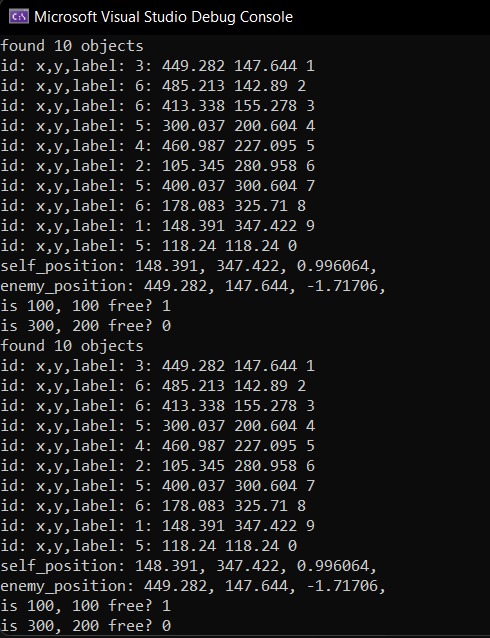 Microsoft Visual Studio Debug Console
found 10 objects
id: x,y,label: 3: 449.282 147.644 1
id: x,y,label: 6: 485.213 142.89 2
id: x,y,label: 6: 413.338 155.278 3
id: x,y,label: 5: 300.037 200.604 4
id: x,y,label: 4: 460.987 227.095 5
id: x,y,label: 2: 105.345 280.958 6
id: x,y,label: 5: 400.037 300.604 7
id: x,y,label: 6: 178.083 325.71 8
id: x,y,label: 1: 148.391 347.422 9
id: x,y,label: 5: 118.24 118.24 0
self_position: 148.391, 347.422, 0.996064,
enemy_position: 449.282, 147.644, -1.71706,
is 100, 100 free? 1
is 300, 200 free? 0
found 10 objects
id: x,y,label: 3: 449.282 147.644 1
id: x,y,label: 6: 485.213 142.89 2
id: x,y,label: 6: 413.338 155.278 3
id: x,y,label: 5: 300.037 200.604 4
id: x,y,label: 4: 460.987 227.095 5
id: x,y,label: 2: 105.345 280.958 6
id: x,y,label: 5: 400.037 300.604 7
id: x,y,label: 6: 178.083 325.71 8
id: x,y,label: 1: 148.391 347.422 9
id: x,y,label: 5: 118.24 118.24 0
self_position: 148.391, 347.422, 0.996064,
enemy_position: 449.282, 147.644, -1.71706,
is 100, 100 free? 1
is 300, 200 free? 0